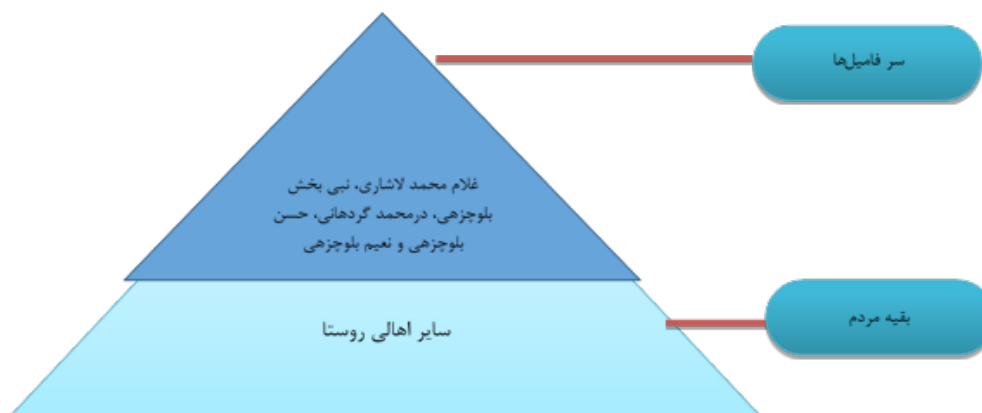 سر فامیل‌ها
غلام محمد لاشاری، نبی بخش
بلوچزهی، درمحمد گردهانی، حسن
بلوچزهی و نعیم بلوچزهی
سایر اهالی روستا
بقیه مردم